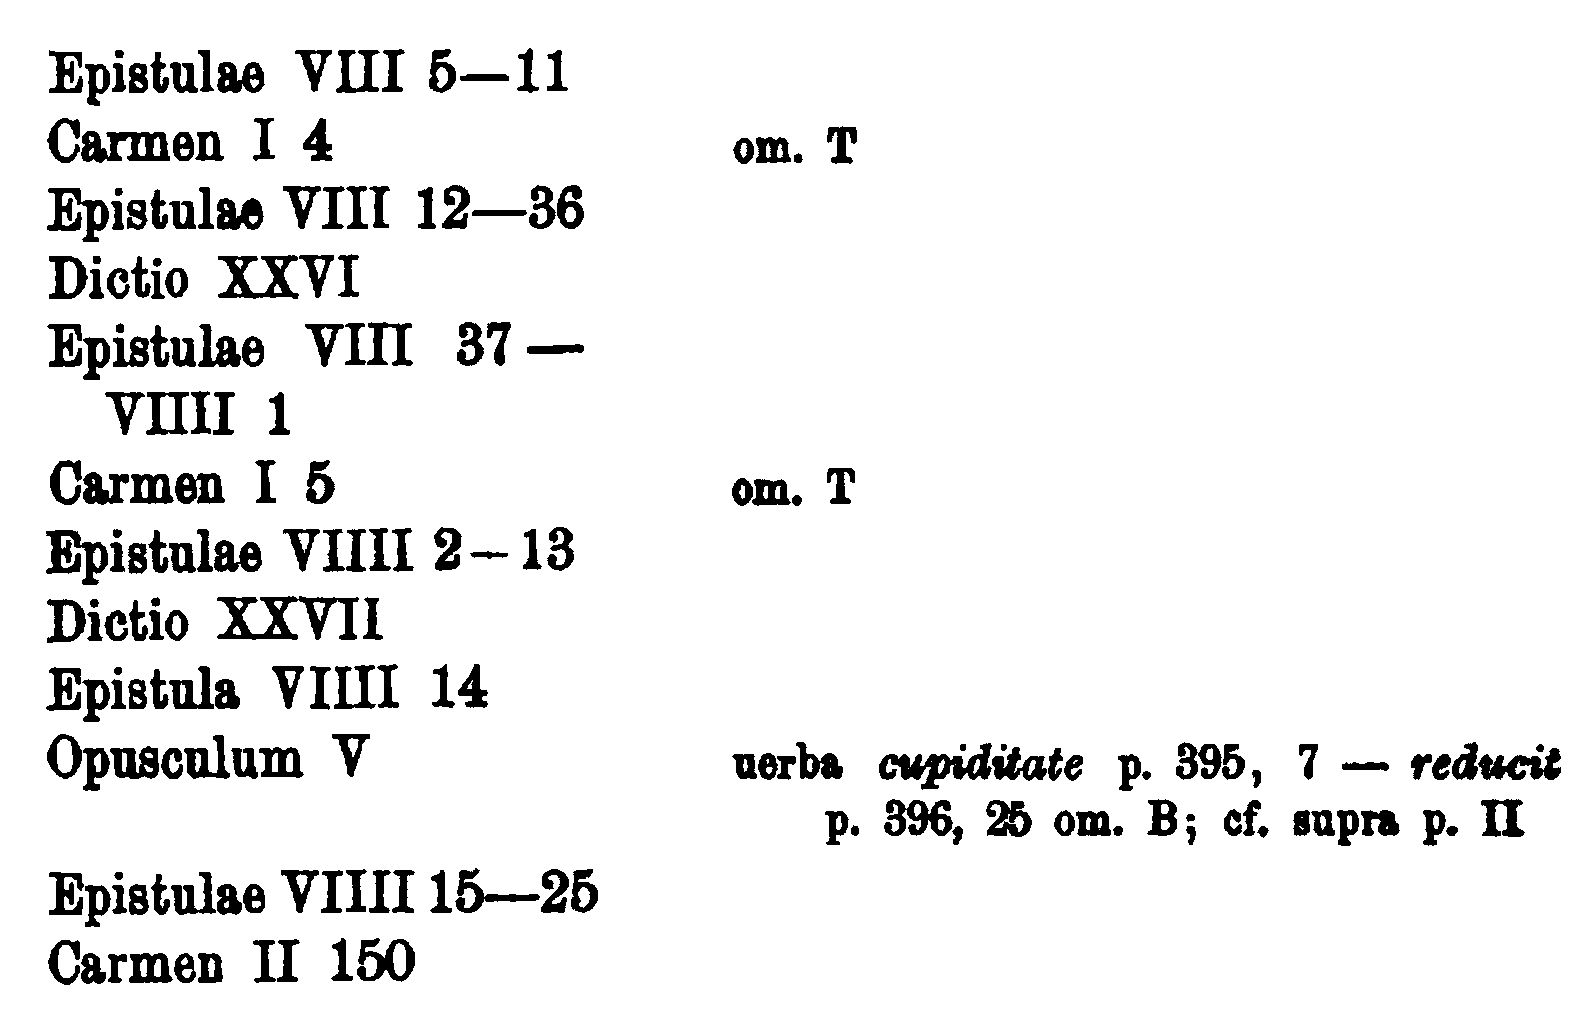 Epistulae VIII 5—11
Carmen I 4 om. T
Epistulae VIII 12—36
Dictio XXVI
Epistulae VIII 37 —
VIIII 1
Carmen I 5 om. T
Epistulae VIIII 2 – 13
Dictio XXVII
Epistula VIIII 14
Opusculum V uerba cupiditate p. 395, 7 — reducit
p. 396, 25 om. B; cf. supra p. II
Epistulae VIIII 15—25
Carmen II 150